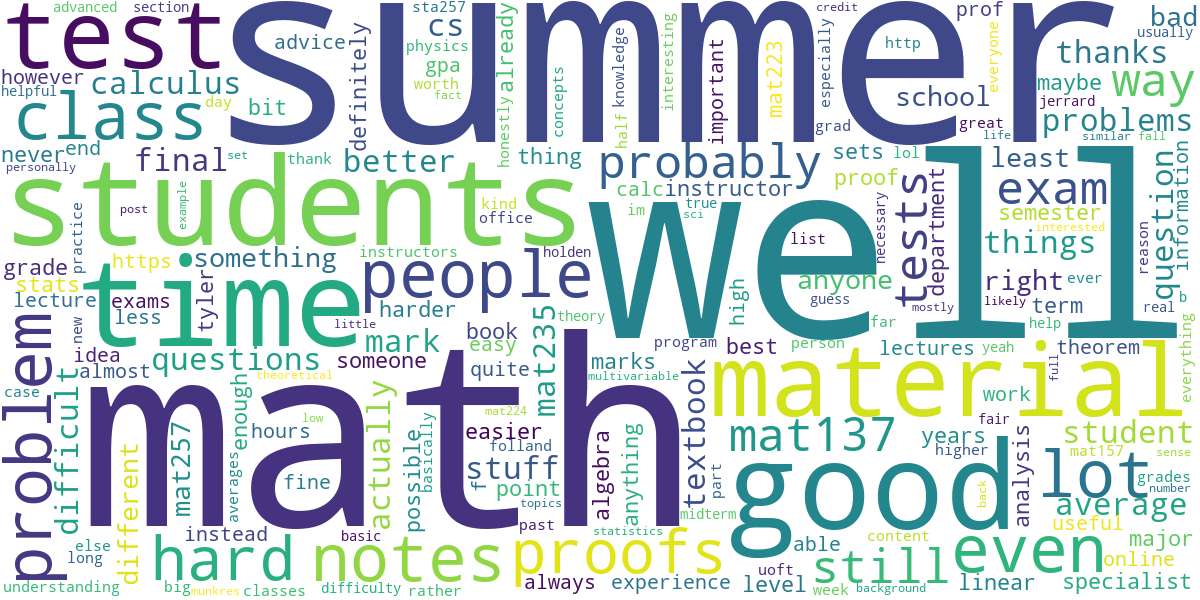 advanced section
sta257
prof
credit
test
summer
cs
bad
advice
physics
http
usually
thanks
however
calculus
gpa
already
definitely
knowledge
interesting
important
mat223
especially
everyone
way
maybe
helpful
worth
fact
day
bit
concepts
half
school
jerrard
class
honestly
grad
great
life
problems
similar
fall
never
end
final
better
thing
probably
sets
lol
least
personally
set
thank
calc
instructor
proof
exam
students
well
example
post
kind
office
im
true
sci
list
necessary
tests
department
semester
interested
question
information
practice
things
reason
grade
https
something
instructors
holden
people
anyone
right
ever
stats
time
tyler
guess
likely
b
lecture
exams
harder
mostly
term
real
new
less
little
mark
book
theory
high
far
help
problem
idea
questions
someone
easy
mat235
program
person
best
lectures
yeah
theorem
everything
almost
quite
marks
full
case
theoretical
multivariable
material
work
difficult
math
low
mat224
textbook
fair
enough
actually
hours
easier
folland
mat137
years
student
higher
mat157
sense
different
mat257
averages
fine
possible
basically
stuff
f
point
algebra
anything
part
good
back
analysis
lot
grades
number
topics
average
instead
basic
past
statistics
midterm
useful
else
long
hard
notes
proofs
able
content
still
even
online
major
understanding
big
munkres
classes
difficulty
rather
always
experience
uoft
level
week
background
linear
specialist